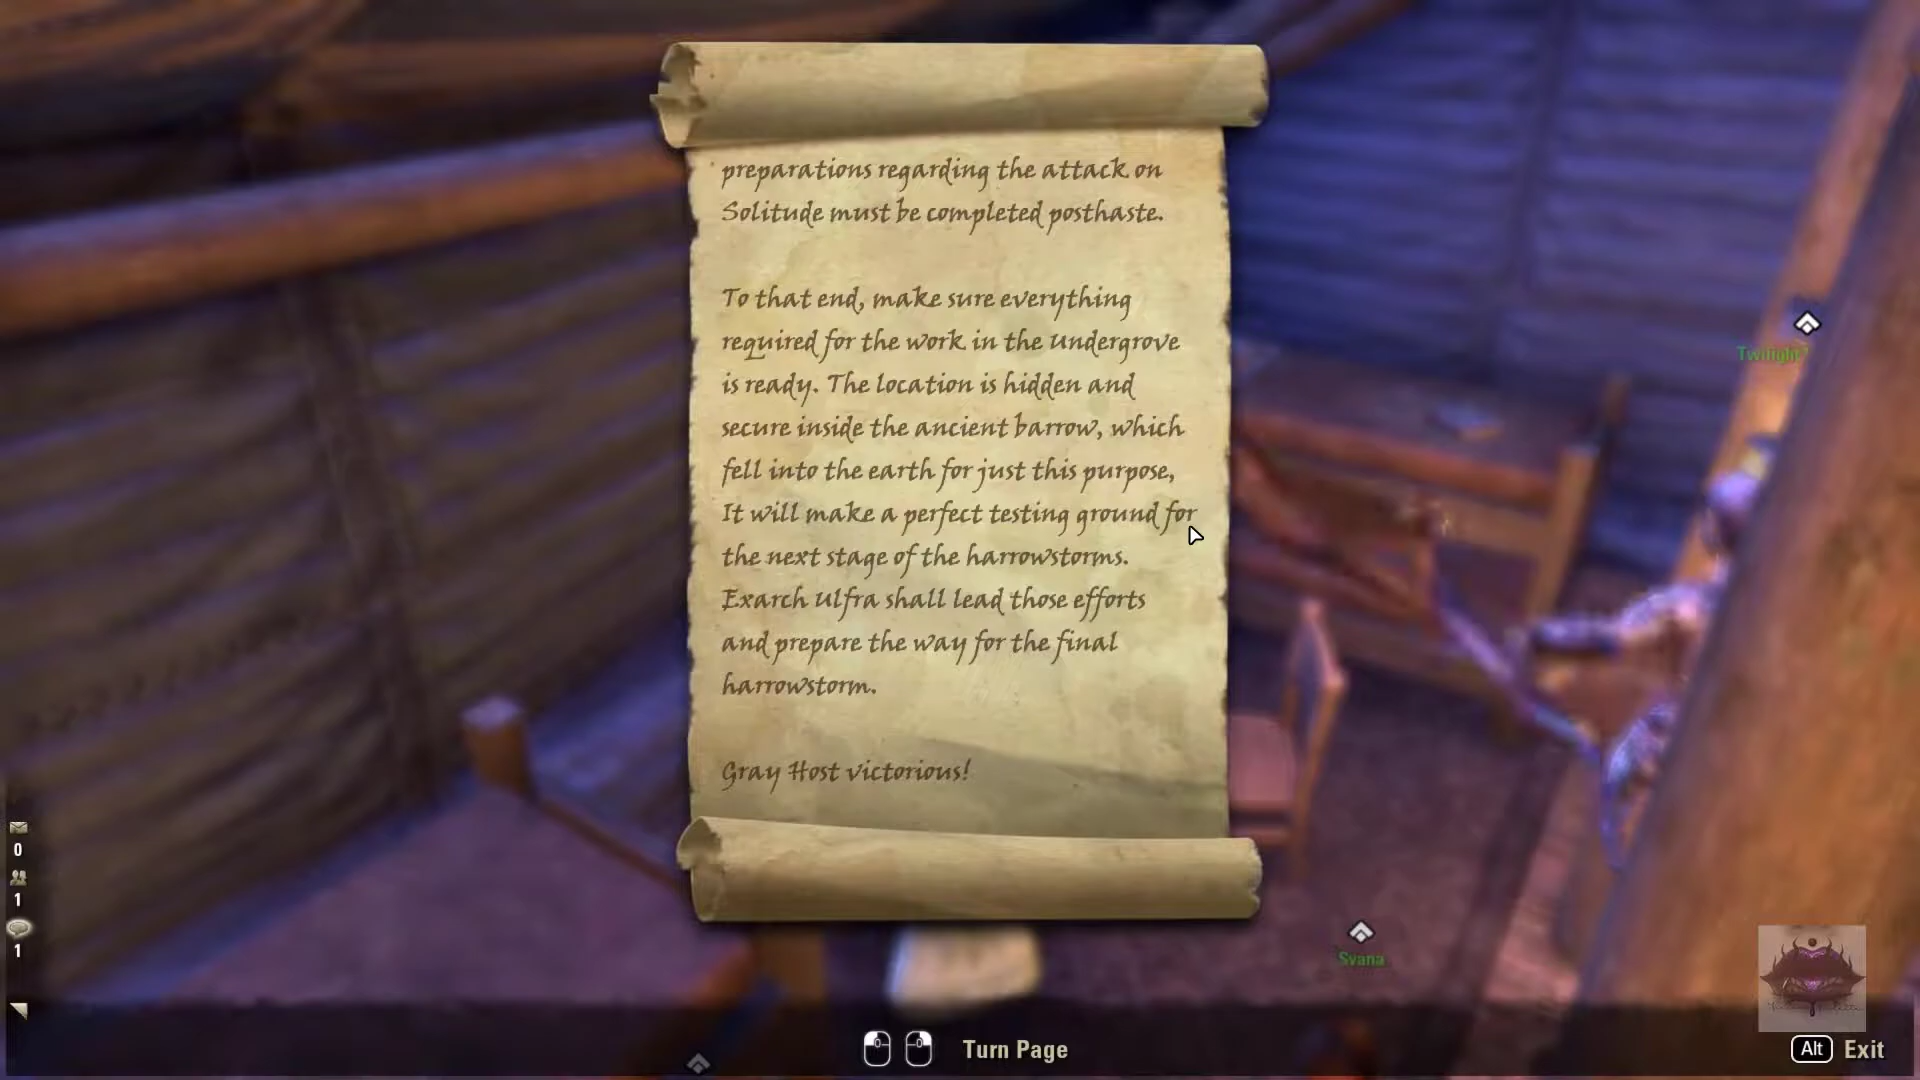 preparations regarding the attack on
Solitude must be completed posthaste.
To that end, make sure everything
required for the work in the Undergrove
is ready. The location is hidden and
secure inside the ancient barrow, which
fell into the earth for just this purpose,
It will make a perfect testing ground for
the next stage of the harrowstorms.
Exarch Ulfra shall lead those efforts
and prepare the way for the final
harrowstorm.
Gray Host victorious!
Svana
0
1
1
Turn Page
Alt Exit